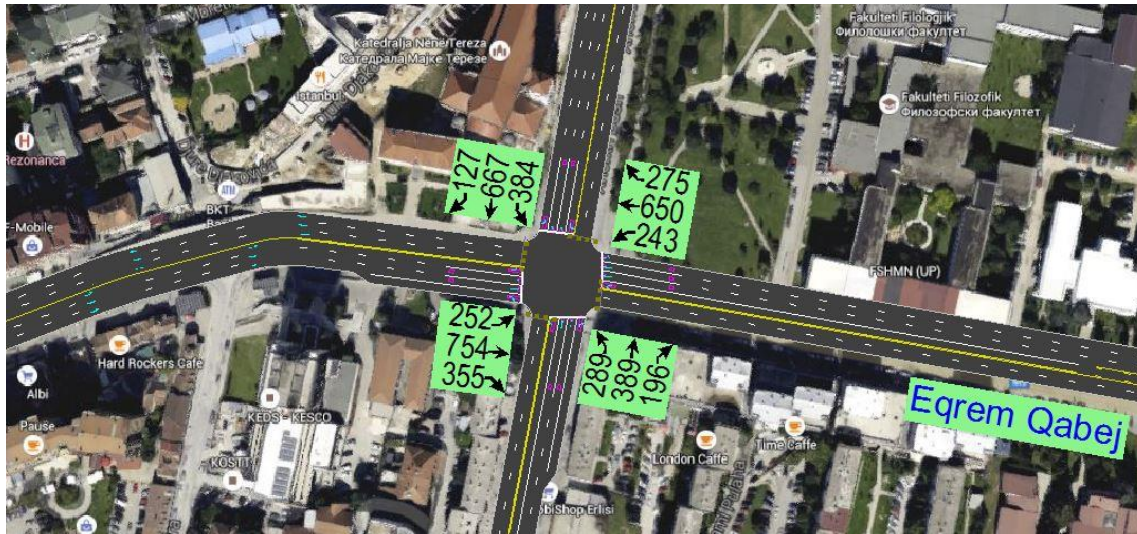 Katedralja Nënë Tereza
Катедрала Мајке Терезе
Istanbul
Fakulteti Filologjik
Филолошки факултет
Fakulteti Filozofik
Филозофски факултет
Rezonanca
BKT
F-Mobile
127
667
384
275
650
243
FSHMN (UP)
252
754
355
289
389
196
Hard Rockers Cafe
Albi
KEDS - KESCO
Pause
KOSTT
Eqrem Qabej
London Caffe
Time Caffe